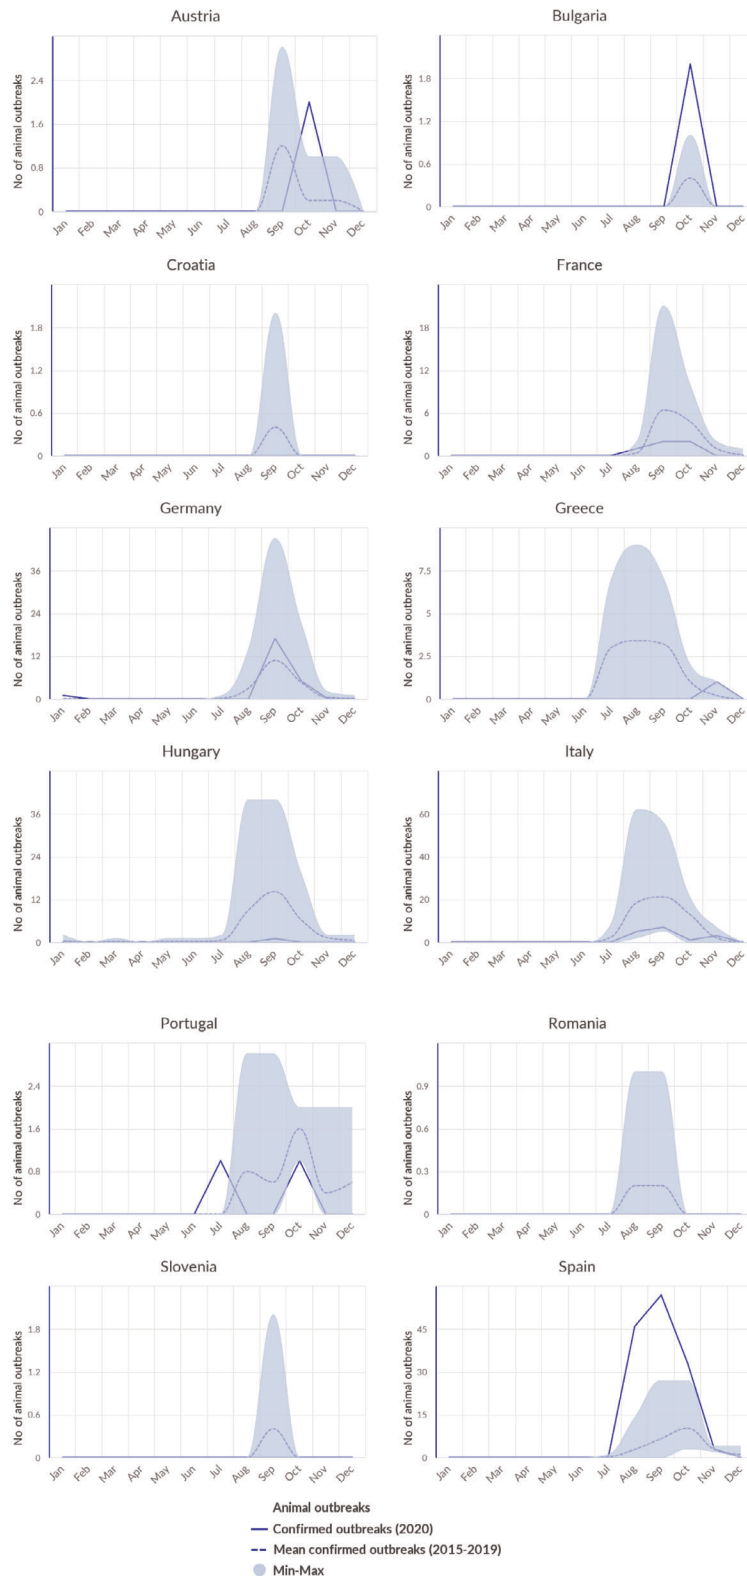 Austria
No of animal outbreaks
2.4
1.6
0.8
0
Jan Feb Mar Apr May Jun Jul Aug Sep Oct Nov Dec
Bulgaria
No of animal outbreaks
1.8
1.2
0.6
0
Jan Feb Mar Apr May Jun Jul Aug Sep Oct Nov Dec
Croatia
No of animal outbreaks
1.8
1.2
0.6
0
Jan Feb Mar Apr May Jun Jul Aug Sep Oct Nov Dec
France
No of animal outbreaks
18
12
6
0
Jan Feb Mar Apr May Jun Jul Aug Sep Oct Nov Dec
Germany
No of animal outbreaks
36
24
12
0
Jan Feb Mar Apr May Jun Jul Aug Sep Oct Nov Dec
Greece
No of animal outbreaks
7.5
5
2.5
0
Jan Feb Mar Apr May Jun Jul Aug Sep Oct Nov Dec
Hungary
No of animal outbreaks
36
24
12
0
Jan Feb Mar Apr May Jun Jul Aug Sep Oct Nov Dec
Italy
No of animal outbreaks
60
40
20
0
Jan Feb Mar Apr May Jun Jul Aug Sep Oct Nov Dec
Portugal
No of animal outbreaks
2.4
1.6
0.8
0
Jan Feb Mar Apr May Jun Jul Aug Sep Oct Nov Dec
Romania
No of animal outbreaks
0.9
0.6
0.3
0
Jan Feb Mar Apr May Jun Jul Aug Sep Oct Nov Dec
Slovenia
No of animal outbreaks
1.8
1.2
0.6
0
Jan Feb Mar Apr May Jun Jul Aug Sep Oct Nov Dec
Spain
No of animal outbreaks
45
30
15
0
Jan Feb Mar Apr May Jun Jul Aug Sep Oct Nov Dec
Animal outbreaks
Confirmed outbreaks (2020)
Mean confirmed outbreaks (2015-2019)
Min-Max